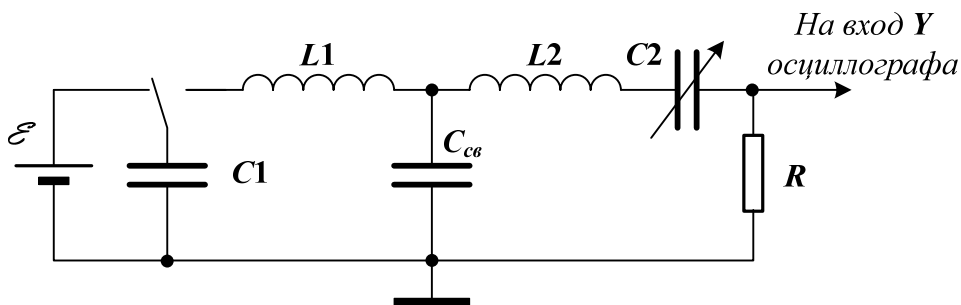 На вход Y
осциллографа
L1
L2
C2
ℰ
C1
Cсв
R